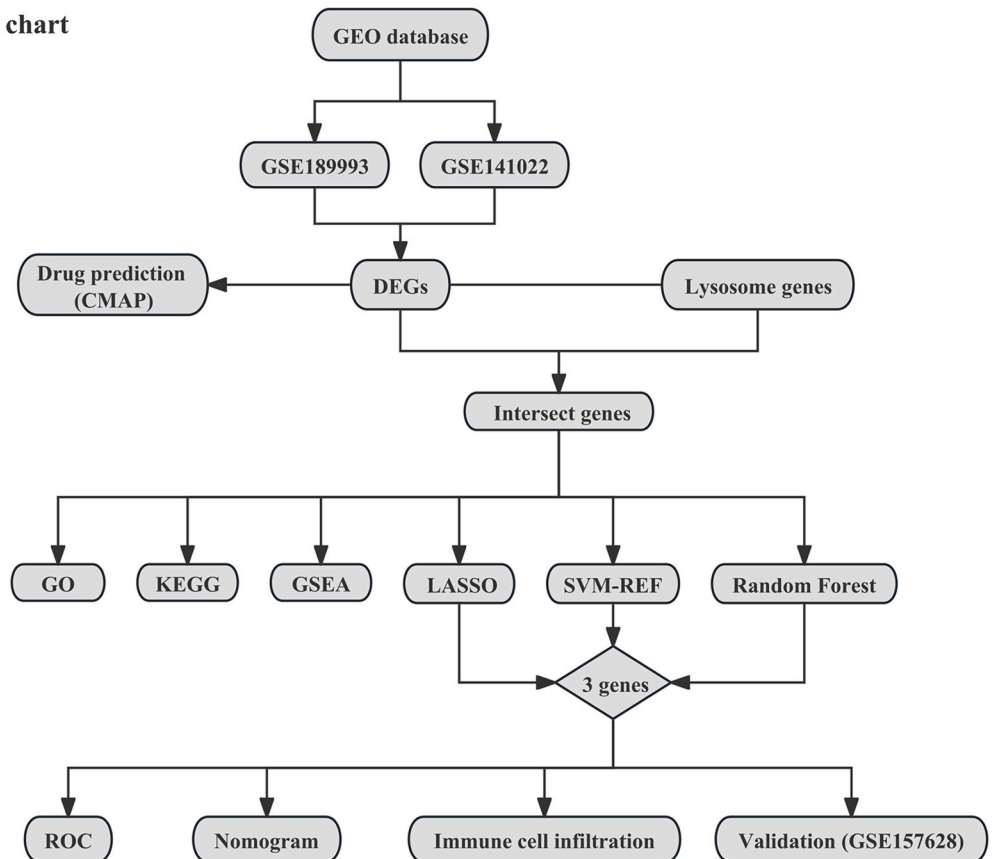 chart
GEO database
GSE189993
GSE141022
Drug prediction
(CMAP)
DEGs
Lysosome genes
Intersect genes
GO
KEGG
GSEA
LASSO
SVM-REF
Random Forest
3 genes
ROC
Nomogram
Immune cell infiltration
Validation (GSE157628)